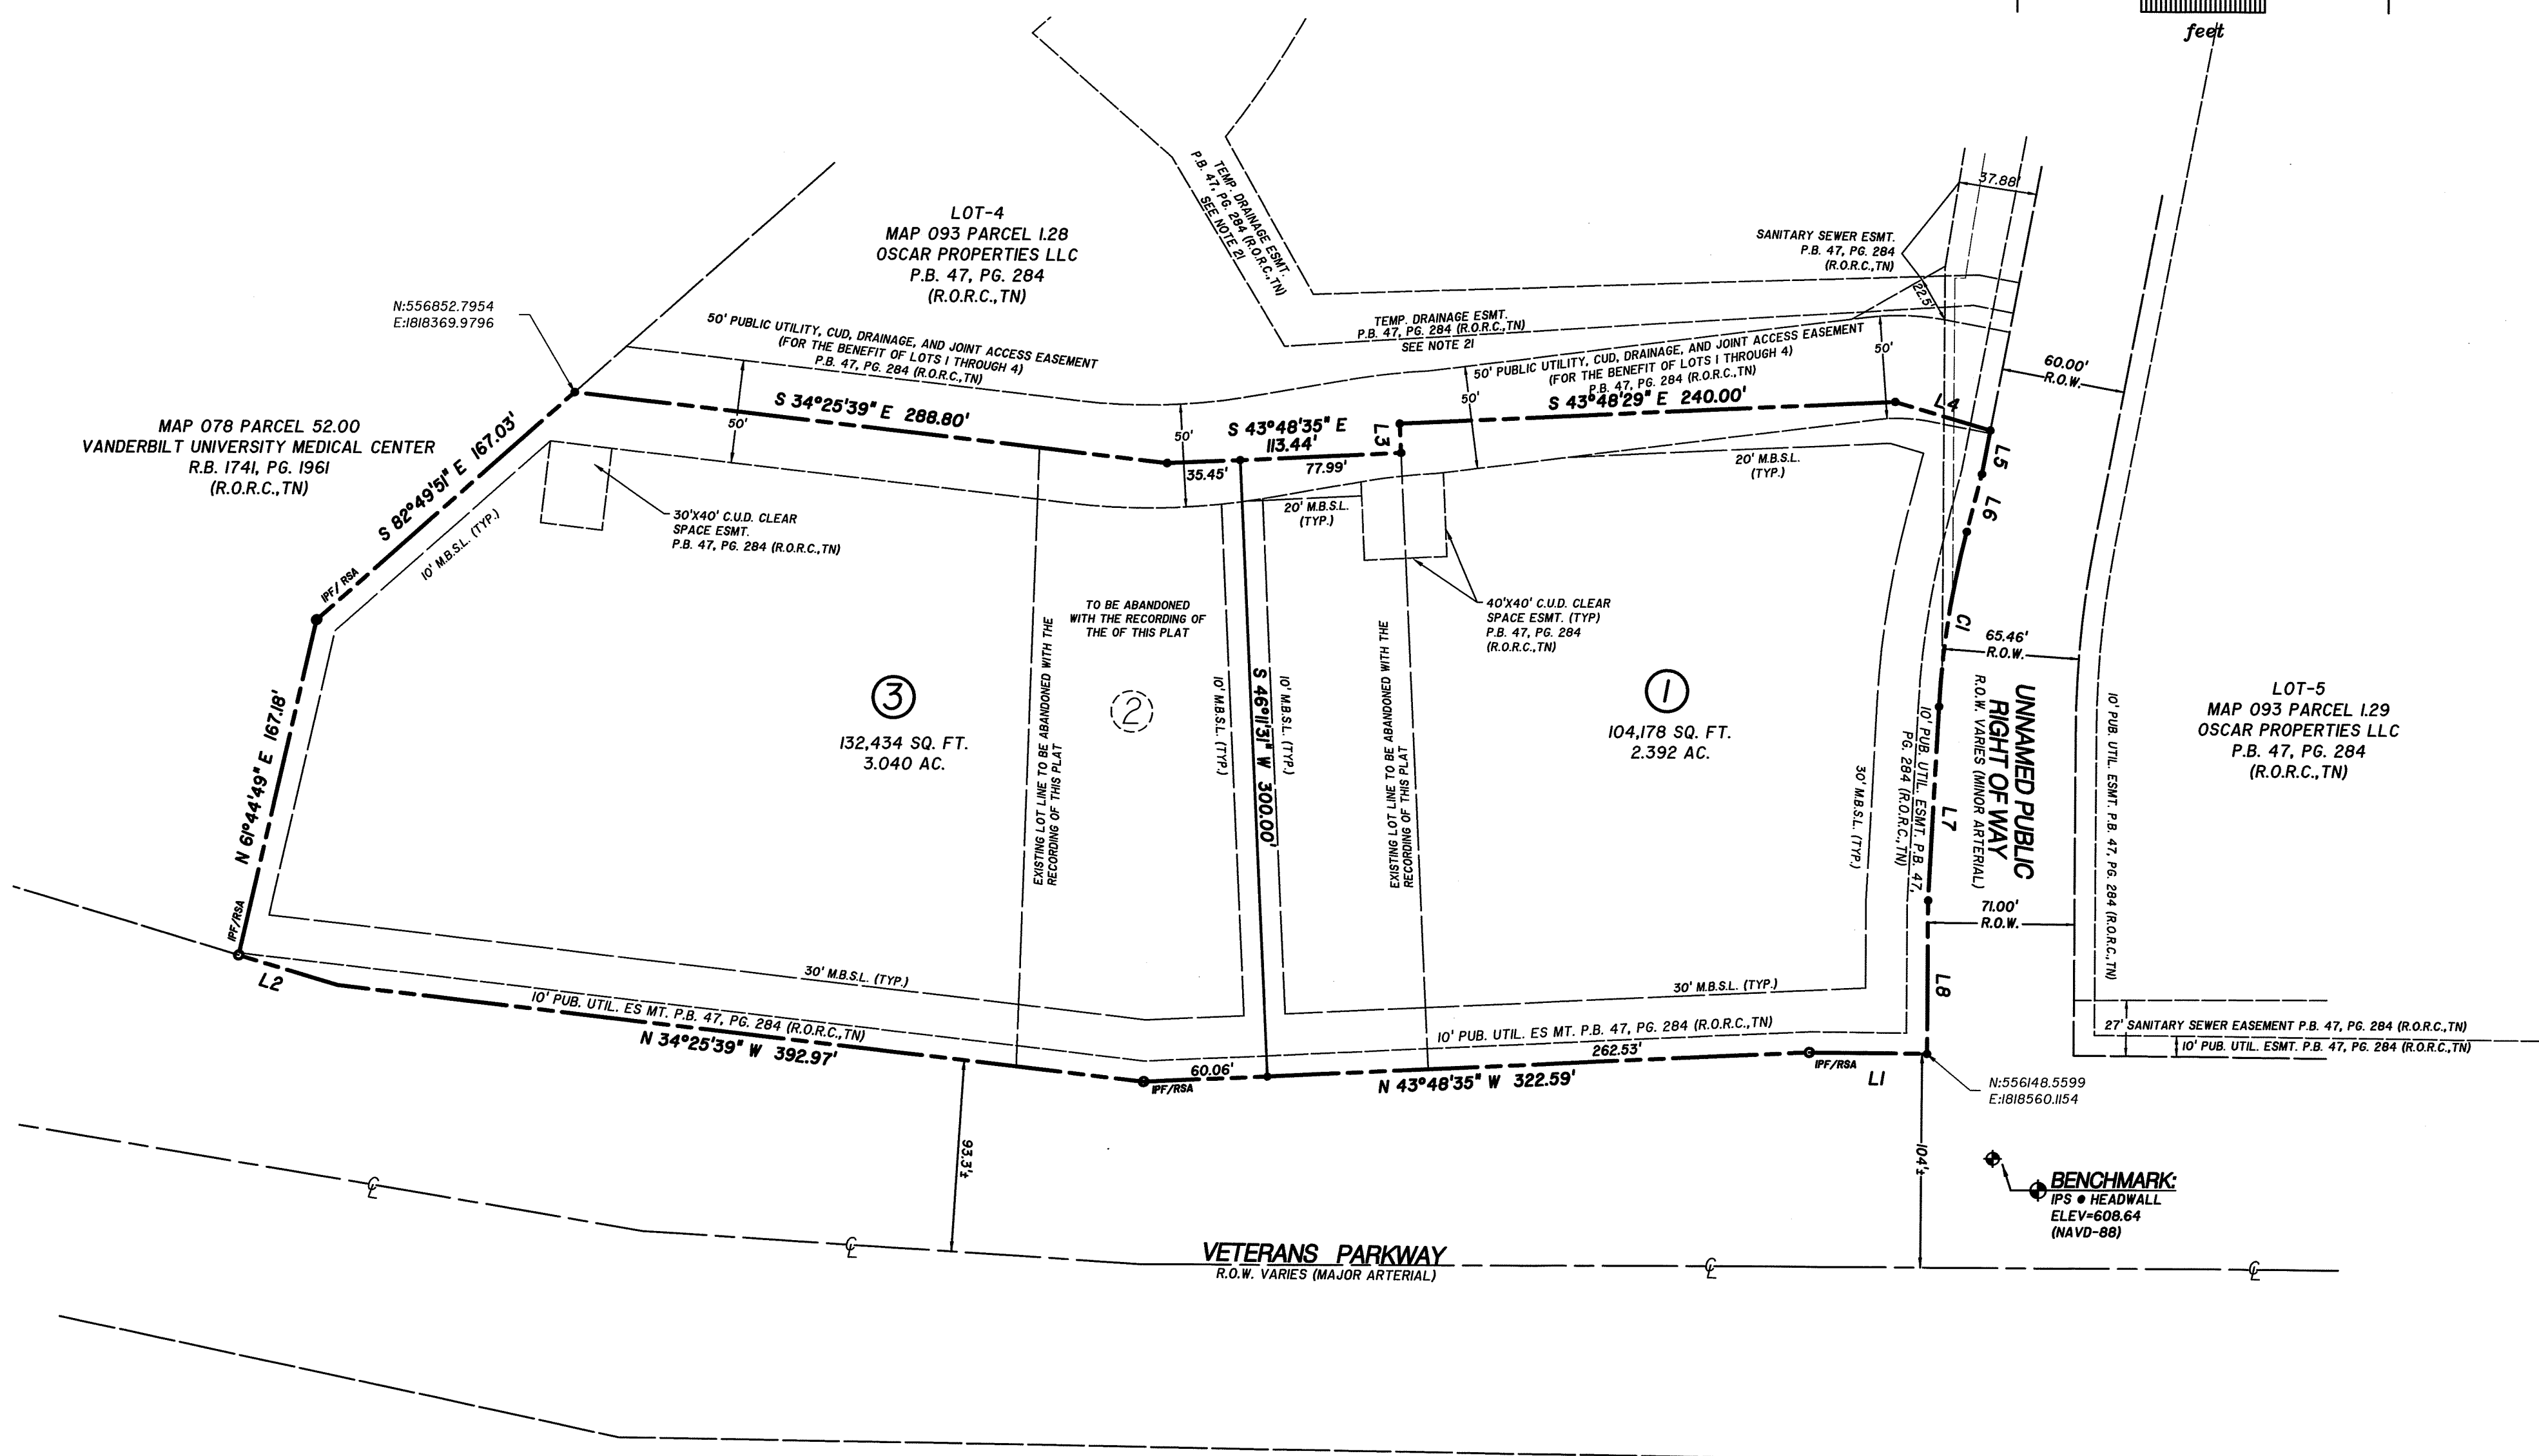 feet
37.88'
TEMP. DRAINAGE ESMT.
P.B. 47, PG. 284 (R.O.R.C.,TN)
SEE NOTE 21
LOT-4
MAP 093 PARCEL 1.28
OSCAR PROPERTIES LLC
P.B. 47, PG. 284
(R.O.R.C.,TN)
SANITARY SEWER ESMT.
P.B. 47, PG. 284
(R.O.R.C.,TN)
22.5'
N:556852.7954
E:1818369.9796
50' PUBLIC UTILITY, CUD, DRAINAGE, AND JOINT ACCESS EASEMENT
(FOR THE BENEFIT OF LOTS 1 THROUGH 4)
P.B. 47, PG. 284 (R.O.R.C.,TN)
TEMP. DRAINAGE ESMT.
P.B. 47, PG. 284 (R.O.R.C.,TN)
SEE NOTE 21
50' PUBLIC UTILITY, CUD, DRAINAGE, AND JOINT ACCESS EASEMENT
(FOR THE BENEFIT OF LOTS 1 THROUGH 4)
P.B. 47, PG. 284 (R.O.R.C.,TN)
50'
60.00'
R.O.W.
S 34°25'39" E 288.80'
50'
50'
S 43°48'35" E
113.44'
L3
50'
S 43°48'29" E 240.00'
L4
MAP 078 PARCEL 52.00
VANDERBILT UNIVERSITY MEDICAL CENTER
R.B. 1741, PG. 1961
(R.O.R.C.,TN)
S 82°49'51" E 167.03'
35.45'
77.99'
20' M.B.S.L.
(TYP.)
L5
L6
20' M.B.S.L.
(TYP.)
30'X40' C.U.D. CLEAR
SPACE ESMT.
P.B. 47, PG. 284 (R.O.R.C.,TN)
10' M.B.S.L. (TYP.)
IPF/ RSA
TO BE ABANDONED
WITH THE RECORDING OF
THE OF THIS PLAT
40'X40' C.U.D. CLEAR
SPACE ESMT. (TYP)
P.B. 47, PG. 284
(R.O.R.C.,TN)
C1
65.46'
R.O.W.
EXISTING LOT LINE TO BE ABANDONED WITH THE
RECORDING OF THIS PLAT
10' M.B.S.L. (TYP.)
S 46°11'31" W 300.00'
10' M.B.S.L. (TYP.)
EXISTING LOT LINE TO BE ABANDONED WITH THE
RECORDING OF THIS PLAT
3
132,434 SQ. FT.
3.040 AC.
2
1
104,178 SQ. FT.
2.392 AC.
30' M.B.S.L. (TYP.)
10' PUB. UTIL. ESMT. P.B. 47,
PG. 284 (R.O.R.C.,TN)
L7
UNNAMED PUBLIC
RIGHT OF WAY
R.O.W. VARIES (MINOR ARTERIAL)
10' PUB. UTIL. ESMT. P.B. 47, PG. 284 (R.O.R.C.,TN)
LOT-5
MAP 093 PARCEL 1.29
OSCAR PROPERTIES LLC
P.B. 47, PG. 284
(R.O.R.C.,TN)
N 61°44'49" E 167.18'
IPF/RSA
71.00'
R.O.W.
L2
30' M.B.S.L. (TYP.)
30' M.B.S.L. (TYP.)
L8
10' PUB. UTIL. ES MT. P.B. 47, PG. 284 (R.O.R.C.,TN)
10' PUB. UTIL. ES MT. P.B. 47, PG. 284 (R.O.R.C.,TN)
27' SANITARY SEWER EASEMENT P.B. 47, PG. 284 (R.O.R.C.,TN)
10' PUB. UTIL. ESMT. P.B. 47, PG. 284 (R.O.R.C.,TN)
N 34°25'39" W 392.97'
60.06'
IPF/RSA
262.53'
N 43°48'35" W 322.59'
IPF/RSA
L1
N:556148.5599
E:1818560.1154
93.3'±
104'±
BENCHMARK:
IPS @ HEADWALL
ELEV=608.64
(NAVD-88)
VETERANS PARKWAY
R.O.W. VARIES (MAJOR ARTERIAL)